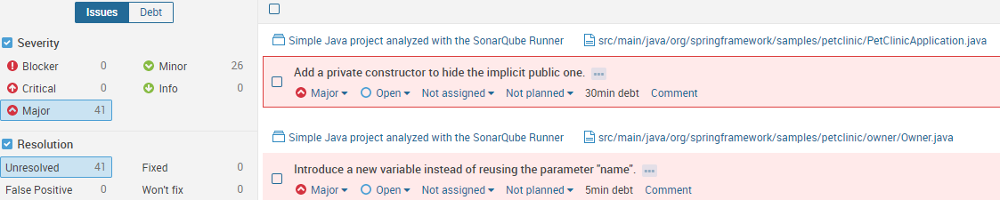 Issues Debt
Severity
Blocker 0 Minor 26
Critical 0 Info 0
Major 41
Resolution
Unresolved 41 Fixed 0
False Positive 0 Won't fix 0
Simple Java project analyzed with the SonarQube Runner src/main/java/org/springframework/samples/petclinic/PetClinicApplication.java
Add a private constructor to hide the implicit public one.
Major Open Not assigned Not planned 30min debt Comment
Simple Java project analyzed with the SonarQube Runner src/main/java/org/springframework/samples/petclinic/owner/Owner.java
Introduce a new variable instead of reusing the parameter "name".
Major Open Not assigned Not planned 5min debt Comment